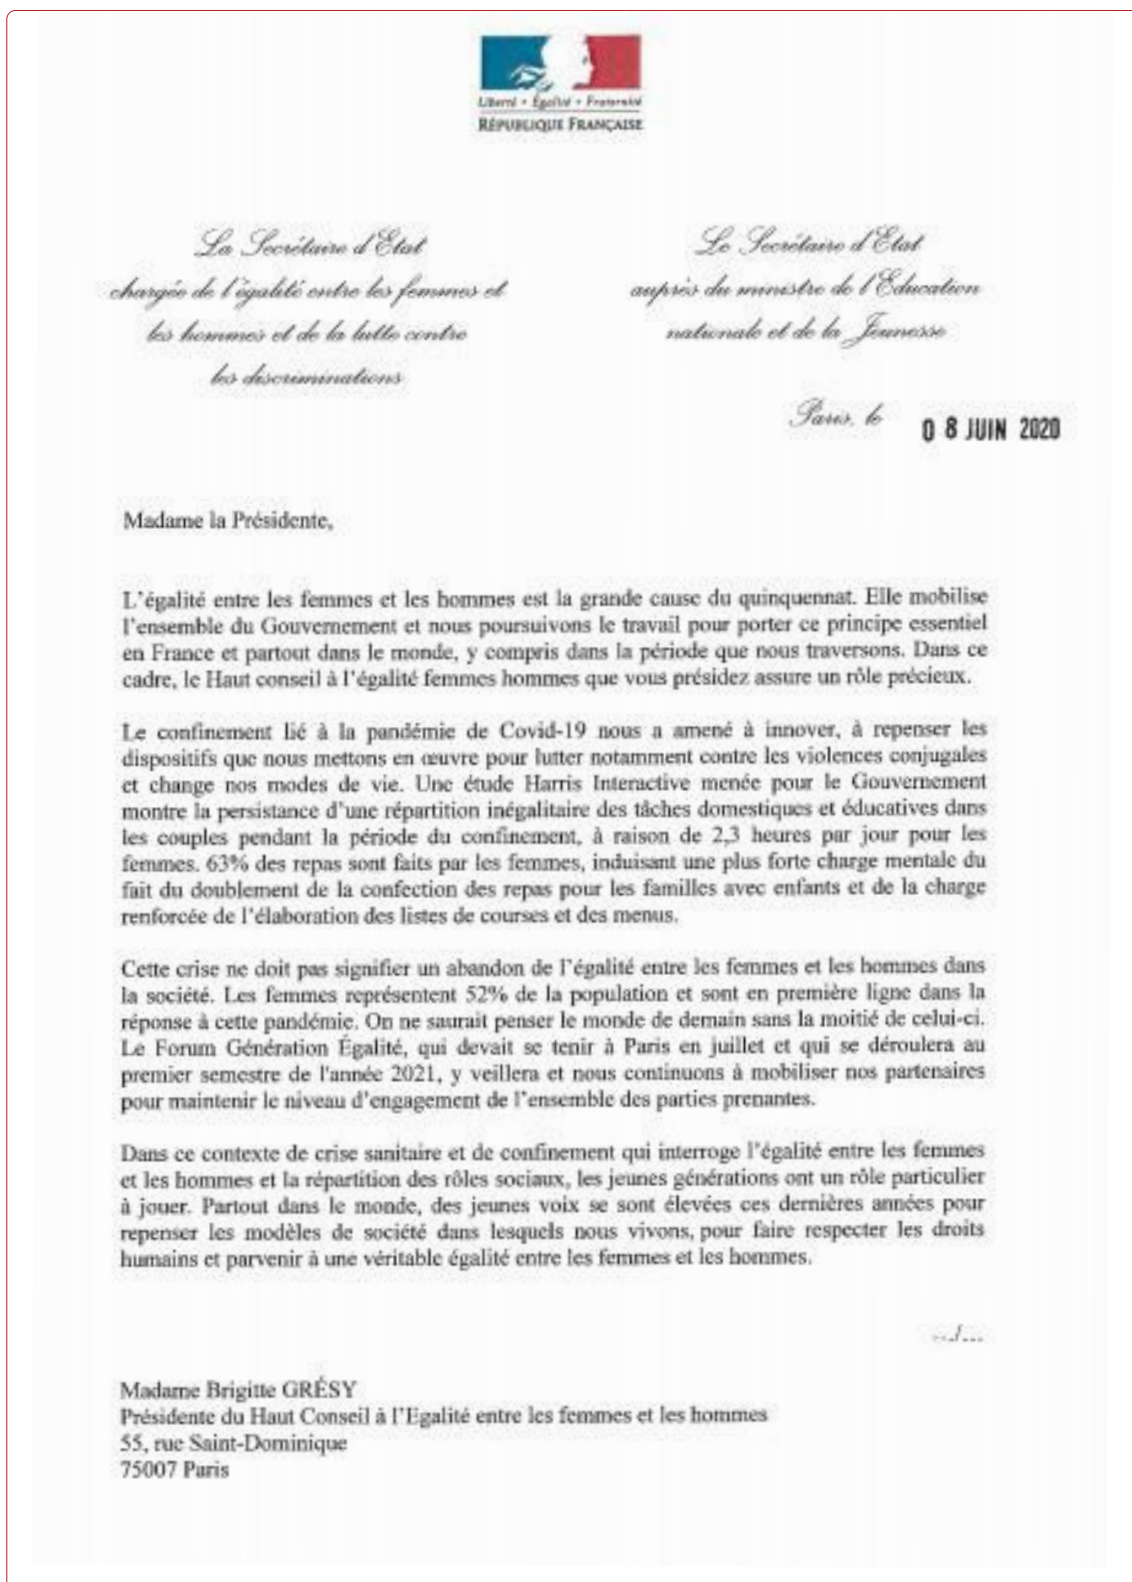 Liberté • Égalité • Fraternité
RÉPUBLIQUE FRANÇAISE
La Secrétaire d'Etat
chargée de l'égalité entre les femmes et
les hommes et de la lutte contre
les discriminations
Le Secrétaire d'Etat
auprès du ministre de l'Education
nationale et de la Jeunesse
Paris, le 0 8 JUIN 2020
Madame la Présidente,
L'égalité entre les femmes et les hommes est la grande cause du quinquennat. Elle mobilise
l'ensemble du Gouvernement et nous poursuivons le travail pour porter ce principe essentiel
en France et partout dans le monde, y compris dans la période que nous traversons. Dans ce
cadre, le Haut conseil à l'égalité femmes hommes que vous présidez assure un rôle précieux.
Le confinement lié à la pandémie de Covid-19 nous a amené à innover, à repenser les
dispositifs que nous mettons en œuvre pour lutter notamment contre les violences conjugales
et change nos modes de vie. Une étude Harris Interactive menée pour le Gouvernement
montre la persistance d'une répartition inégalitaire des tâches domestiques et éducatives dans
les couples pendant la période du confinement, à raison de 2,3 heures par jour pour les
femmes. 63% des repas sont faits par les femmes, induisant une plus forte charge mentale du
fait du doublement de la confection des repas pour les familles avec enfants et de la charge
renforcée de l'élaboration des listes de courses et des menus.
Cette crise ne doit pas signifier un abandon de l'égalité entre les femmes et les hommes dans
la société. Les femmes représentent 52% de la population et sont en première ligne dans la
réponse à cette pandémie. On ne saurait penser le monde de demain sans la moitié de celui-ci.
Le Forum Génération Égalité, qui devait se tenir à Paris en juillet et qui se déroulera au
premier semestre de l'année 2021, y veillera et nous continuons à mobiliser nos partenaires
pour maintenir le niveau d'engagement de l'ensemble des parties prenantes.
Dans ce contexte de crise sanitaire et de confinement qui interroge l'égalité entre les femmes
et les hommes et la répartition des rôles sociaux, les jeunes générations ont un rôle particulier
à jouer. Partout dans le monde, des jeunes voix se sont élevées ces dernières années pour
repenser les modèles de société dans lesquels nous vivons, pour faire respecter les droits
humains et parvenir à une véritable égalité entre les femmes et les hommes.
.../...
Madame Brigitte GRÉSY
Présidente du Haut Conseil à l'Egalité entre les femmes et les hommes
55, rue Saint-Dominique
75007 Paris